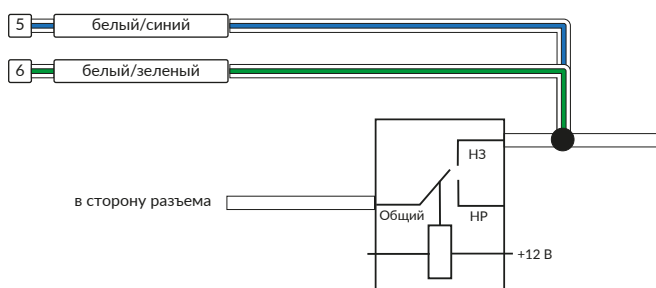 5 белый/синий
6 белый/зеленый
НЗ
в сторону разъема
Общий НР
+12 В